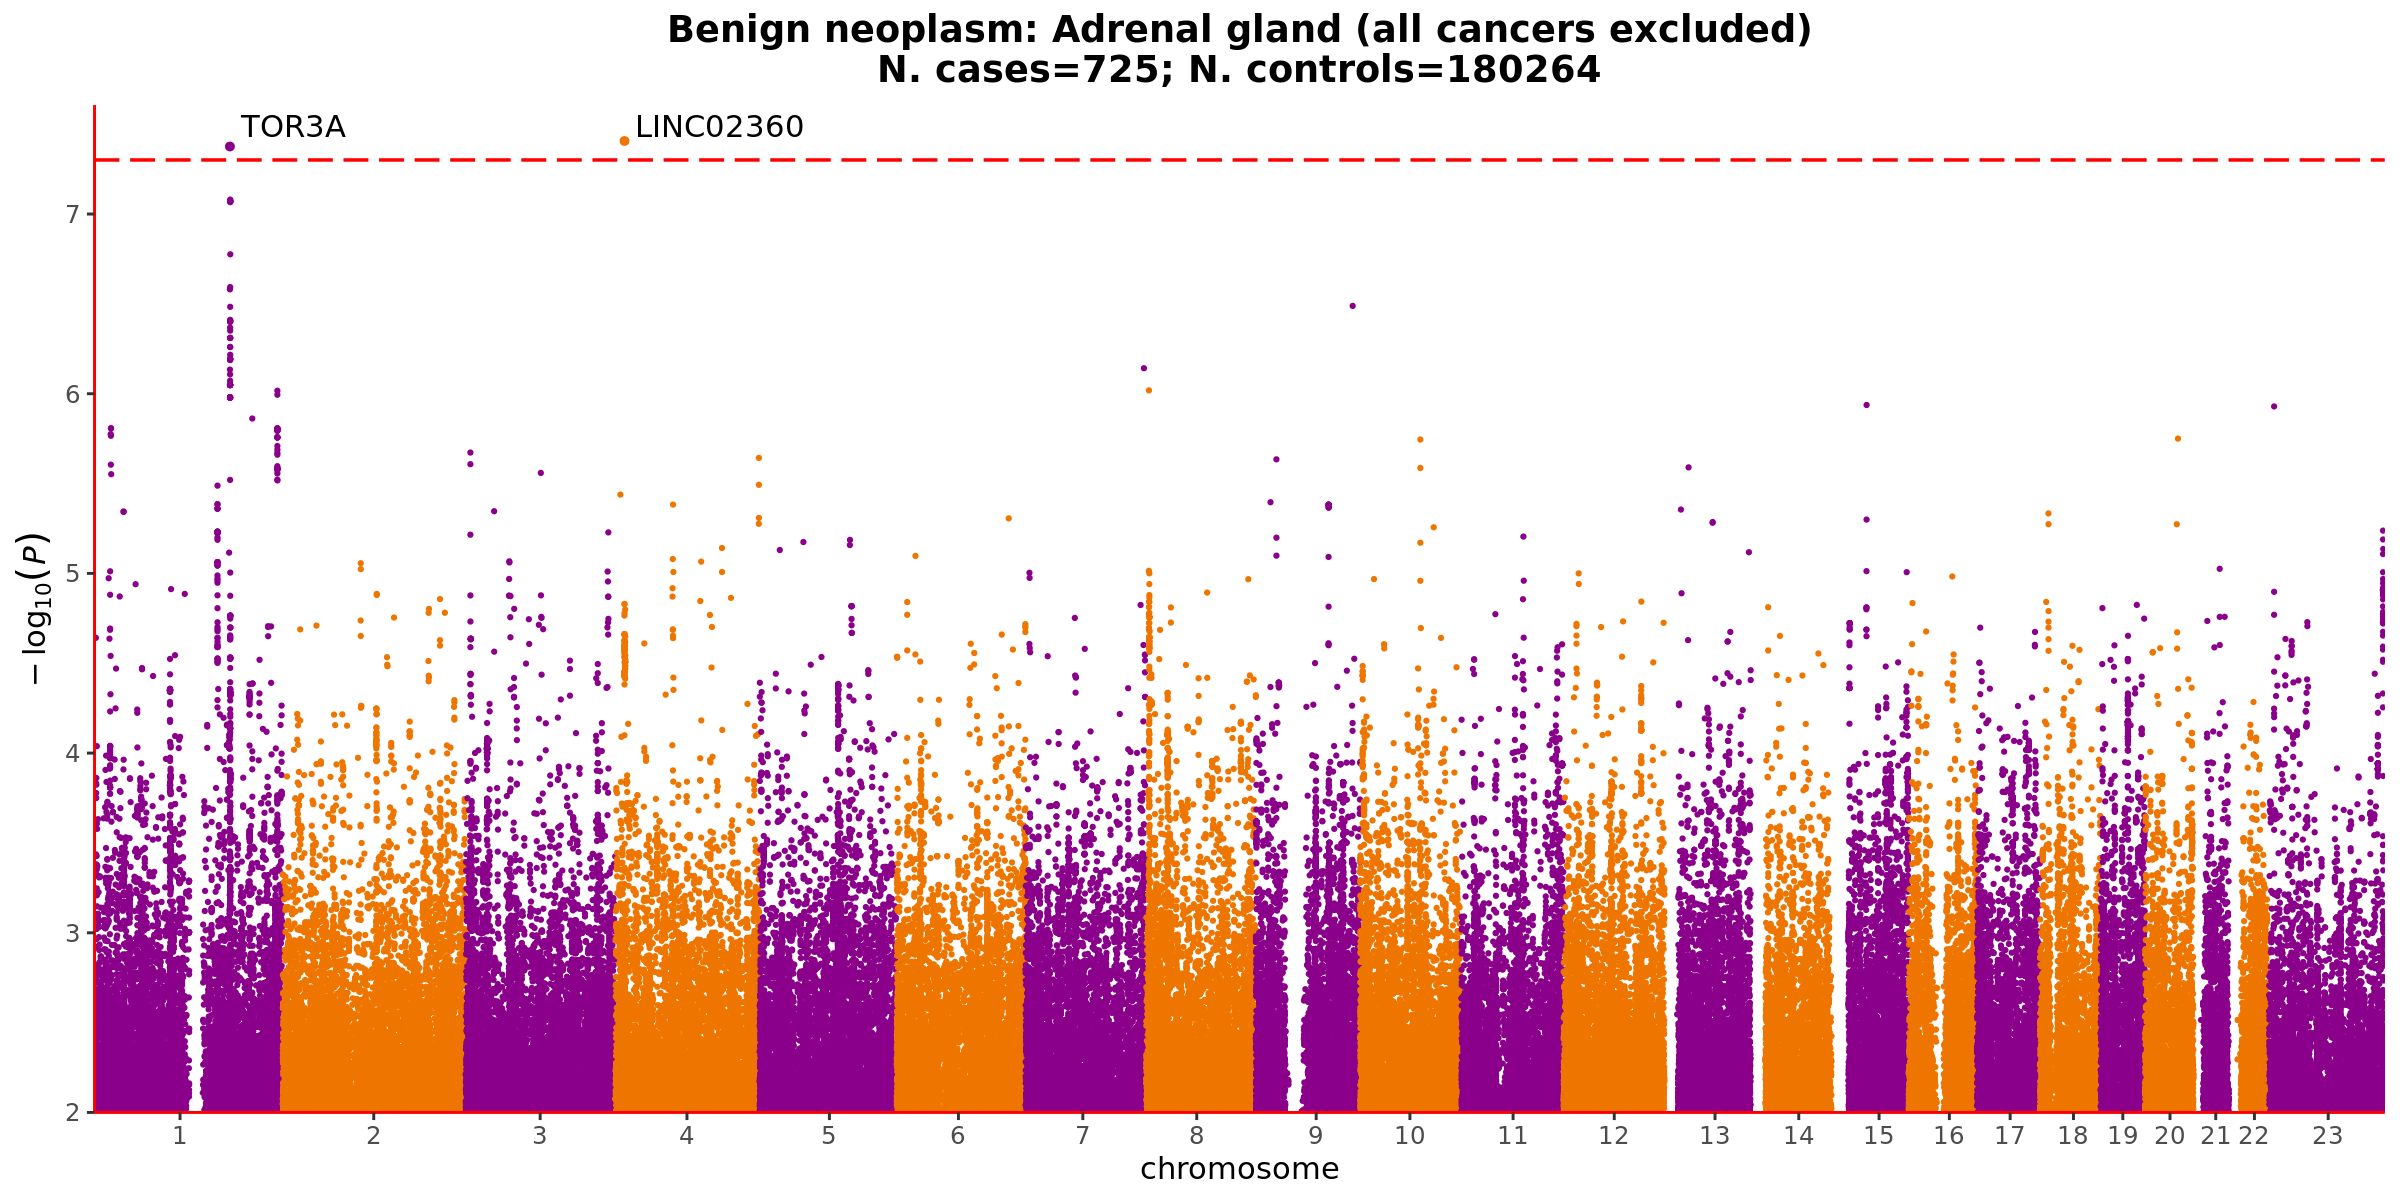 Benign neoplasm: Adrenal gland (all cancers excluded)
N. cases=725; N. controls=180264
TOR3A
LINC02360
7
6
5
4
3
2
−log10(P)
1 2 3 4 5 6 7 8 9 10 11 12 13 14 15 16 17 18 19 20 21 22 23
chromosome